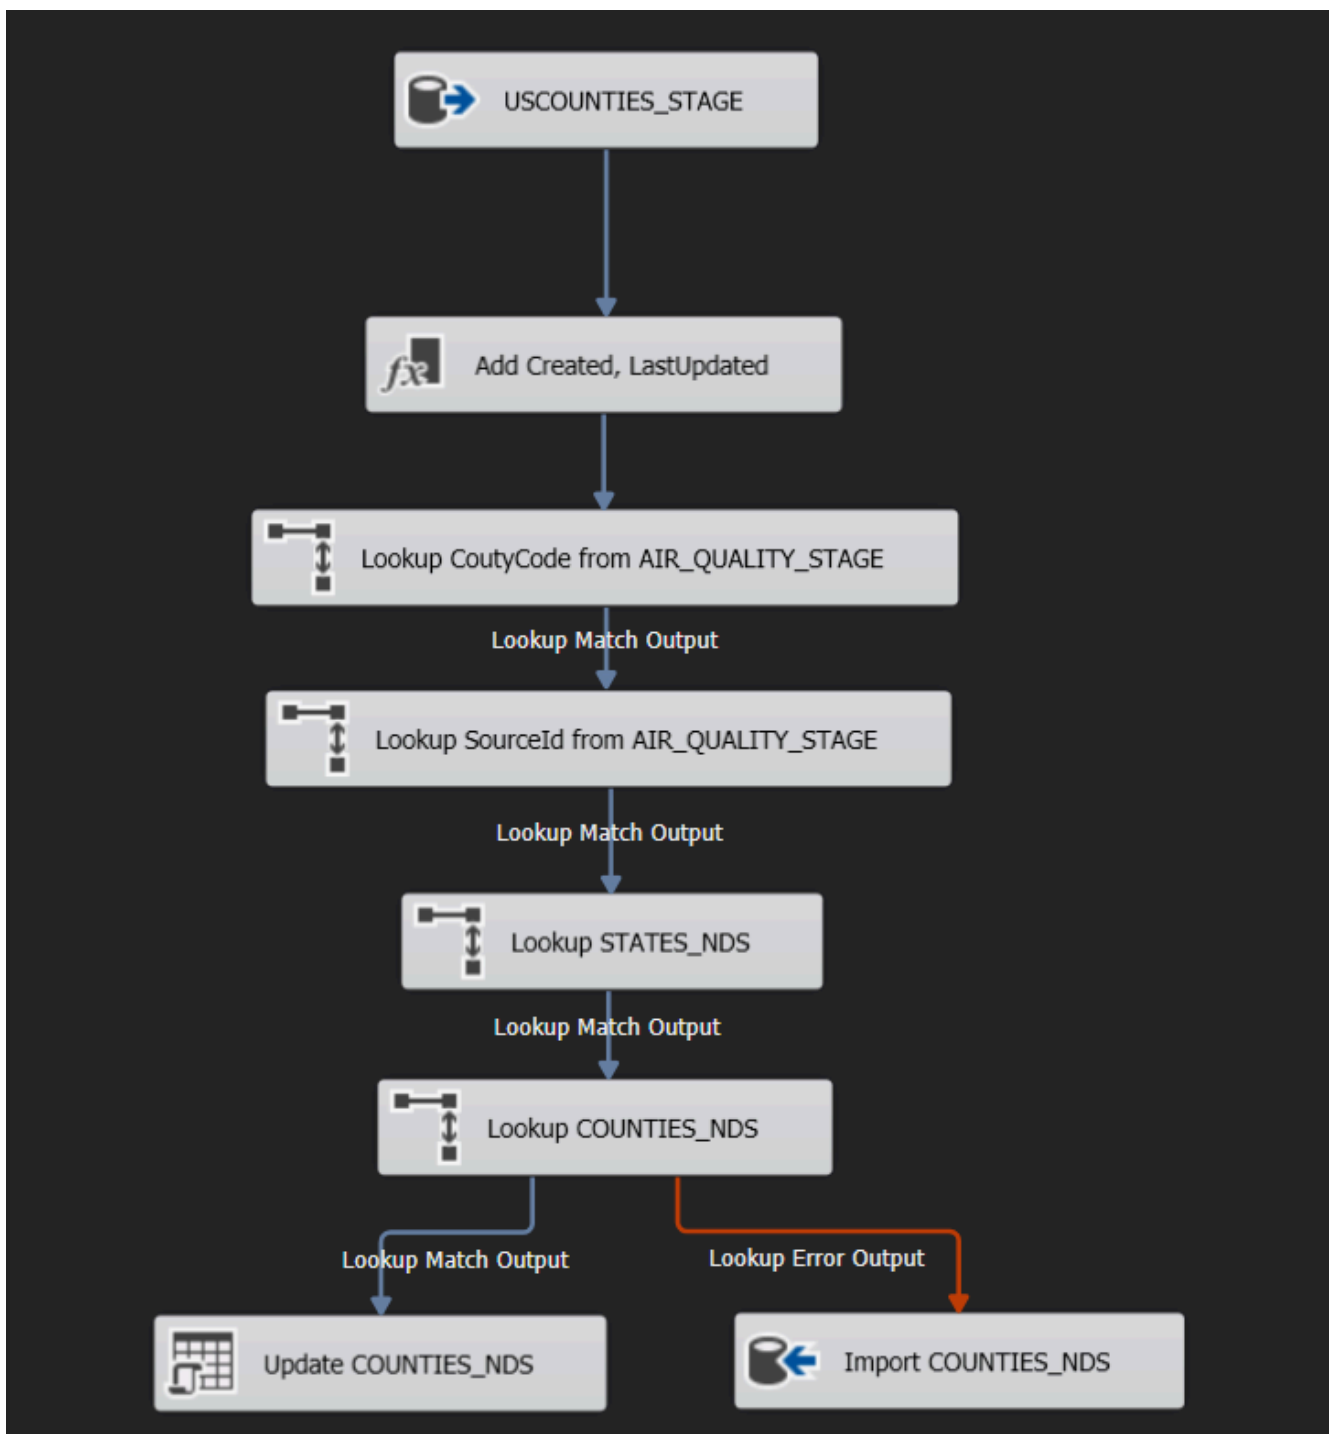 USCOUNTIES_STAGE
fx Add Created, LastUpdated
Lookup CoutyCode from AIR_QUALITY_STAGE
Lookup Match Output
Lookup SourceId from AIR_QUALITY_STAGE
Lookup Match Output
Lookup STATES_NDS
Lookup Match Output
Lookup COUNTIES_NDS
Lookup Match Output
Lookup Error Output
Update COUNTIES_NDS
Import COUNTIES_NDS